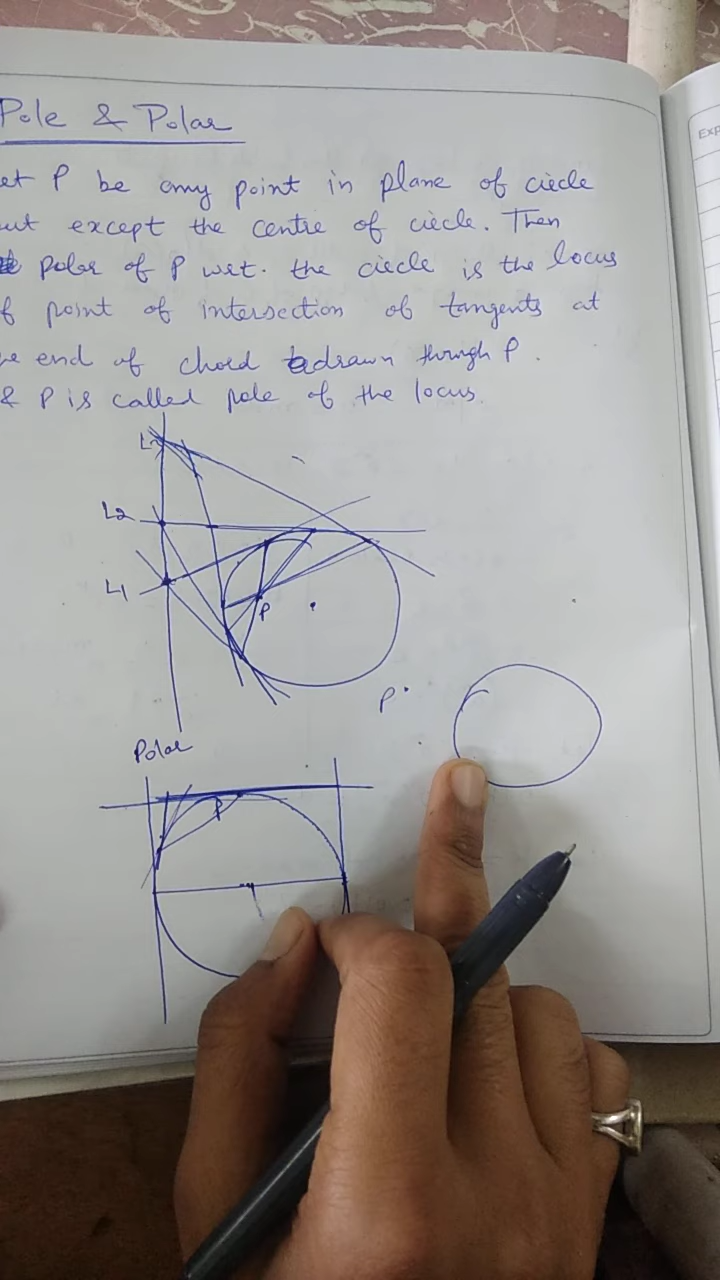 Pole & Polar
et P be any point in plane of circle
ut except the centre of circle. Then
polar of P wrt. the circle is the locus
f point of intersection of tangents at
e end of chord drawn through P.
& P is called pole of the locus.
L2
L1
P
P
Polar
P
Exp